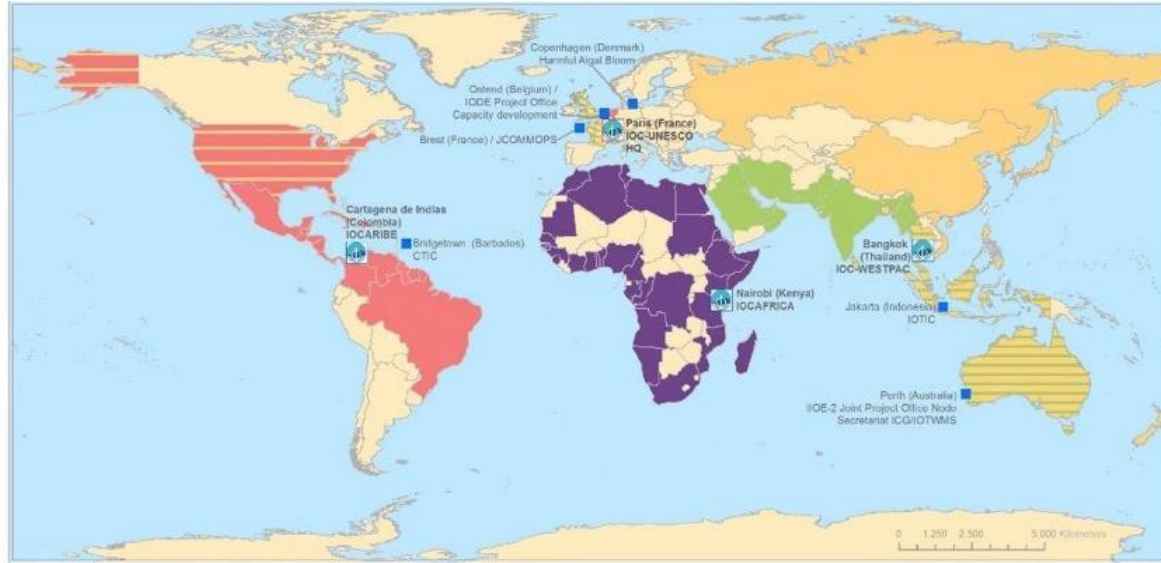 Copenhagen (Denmark)
Harmful Algal Bloom
Ostend (Belgium) /
IODE Project Office
Capacity development
Brest (France) / JCOMMOPS
Paris (France)
IOC-UNESCO
HQ
Cartagena de Indias
(Colombia)
IOCARIBE
Bridgetown (Barbados)
CTIC
Bangkok
(Thailand)
IOC-WESTPAC
Nairobi (Kenya)
IOCAFRICA
Jakarta (Indonesia)
IOTIC
Perth (Australia)
IIOE-2 Joint Project Office Node
Secretariat ICG/IOTWMS
0 1.250 2.500 5.000 Kilometers